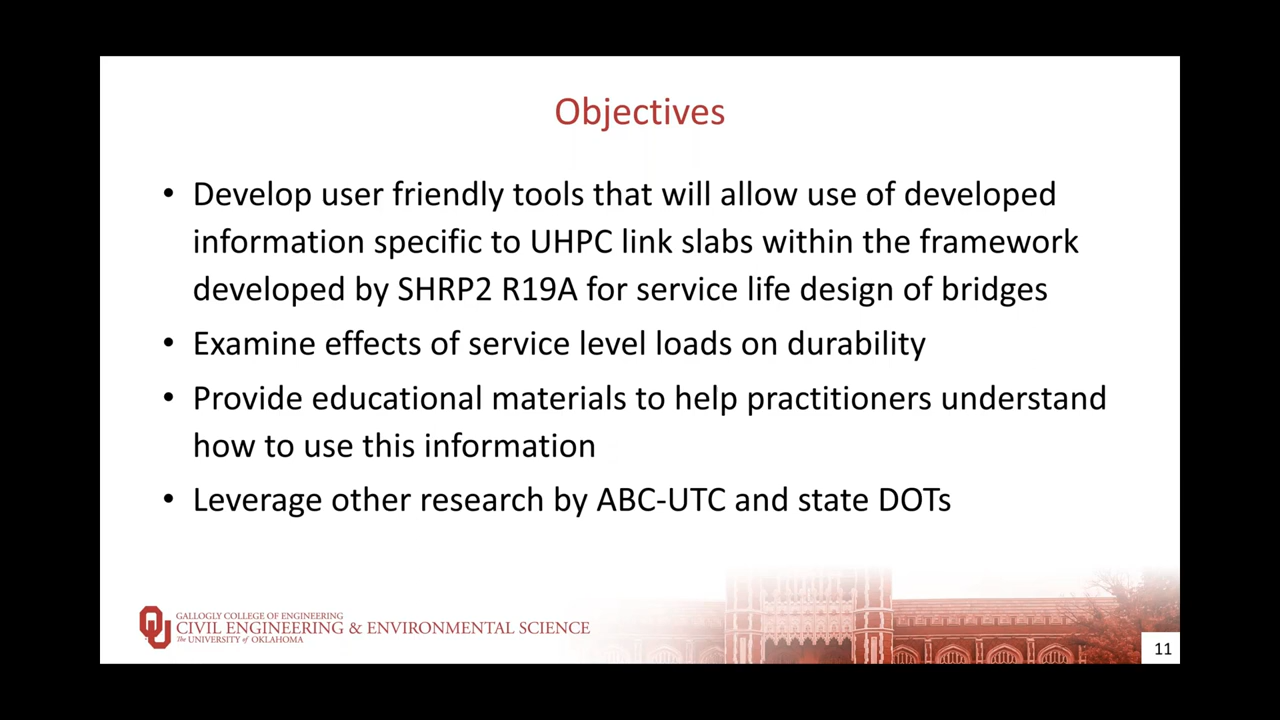 Objectives
• Develop user friendly tools that will allow use of developed
information specific to UHPC link slabs within the framework
developed by SHRP2 R19A for service life design of bridges
• Examine effects of service level loads on durability
• Provide educational materials to help practitioners understand
how to use this information
• Leverage other research by ABC-UTC and state DOTs
OU
GALLOGLY COLLEGE OF ENGINEERING
CIVIL ENGINEERING & ENVIRONMENTAL SCIENCE
The UNIVERSITY of OKLAHOMA
11